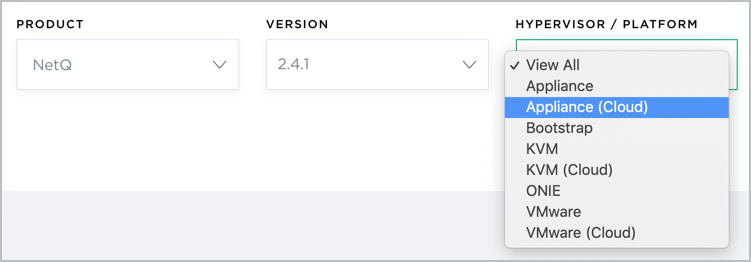 PRODUCT
VERSION
HYPERVISOR / PLATFORM
NetQ
2.4.1
✓ View All
Appliance
Appliance (Cloud)
Bootstrap
KVM
KVM (Cloud)
ONIE
VMware
VMware (Cloud)